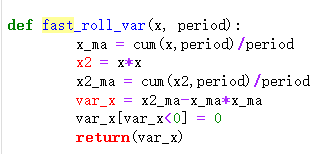 def fast_roll_var(x, period):
x_ma = cum(x,period)/period
x2 = x*x
x2_ma = cum(x2,period)/period
var_x = x2_ma-x_ma*x_ma
var_x[var_x<0] = 0
return(var_x)